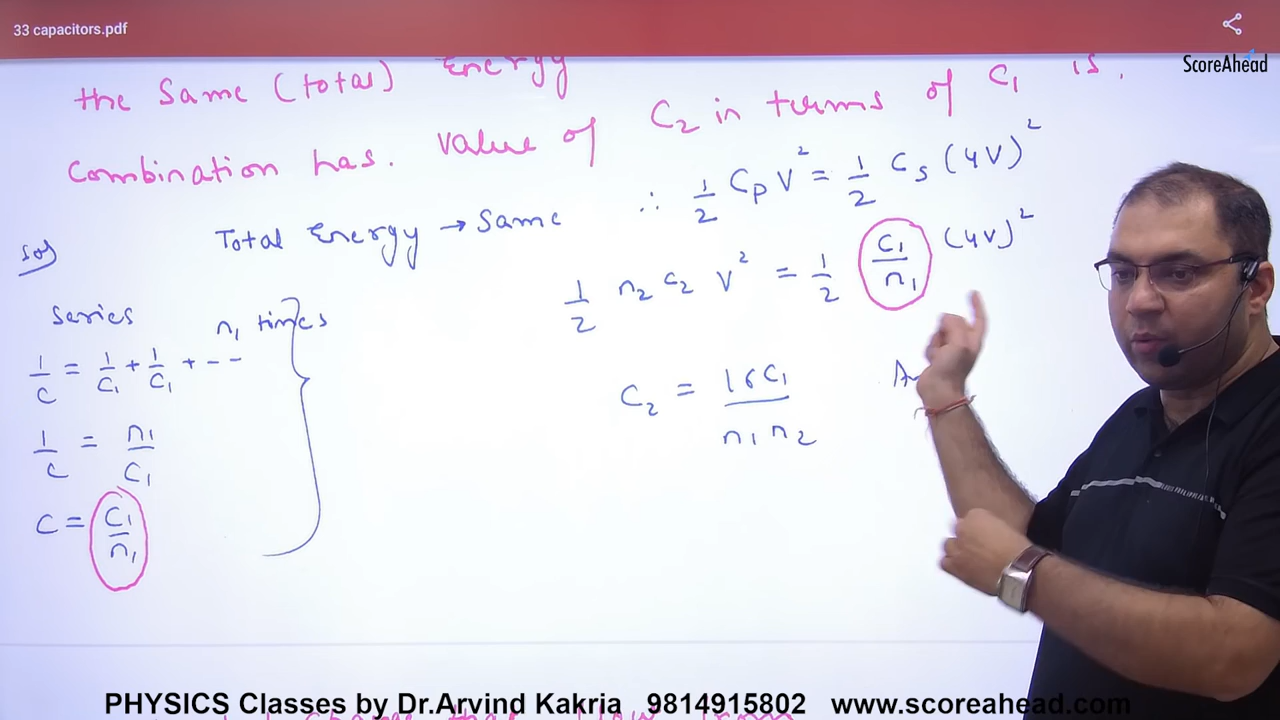 33 capacitors.pdf
ScoreAhead
the Same (total) Energy
Combination has. value of C₂ in terms of C₁ is.
Sol
Total Energy → Same
∴ 1/2 Cₚ V² = 1/2 Cₛ (4V)²
1/2 n₂ C₂ V² = 1/2 C₁/n₁ (4V)²
C₂ = 16C₁/n₁ n₂
Series
1/C = 1/C₁ + 1/C₁ + -- n₁ times
1/C = n₁/C₁
C = C₁/n₁
PHYSICS Classes by Dr.Arvind Kakria 9814915802 www.scoreahead.com